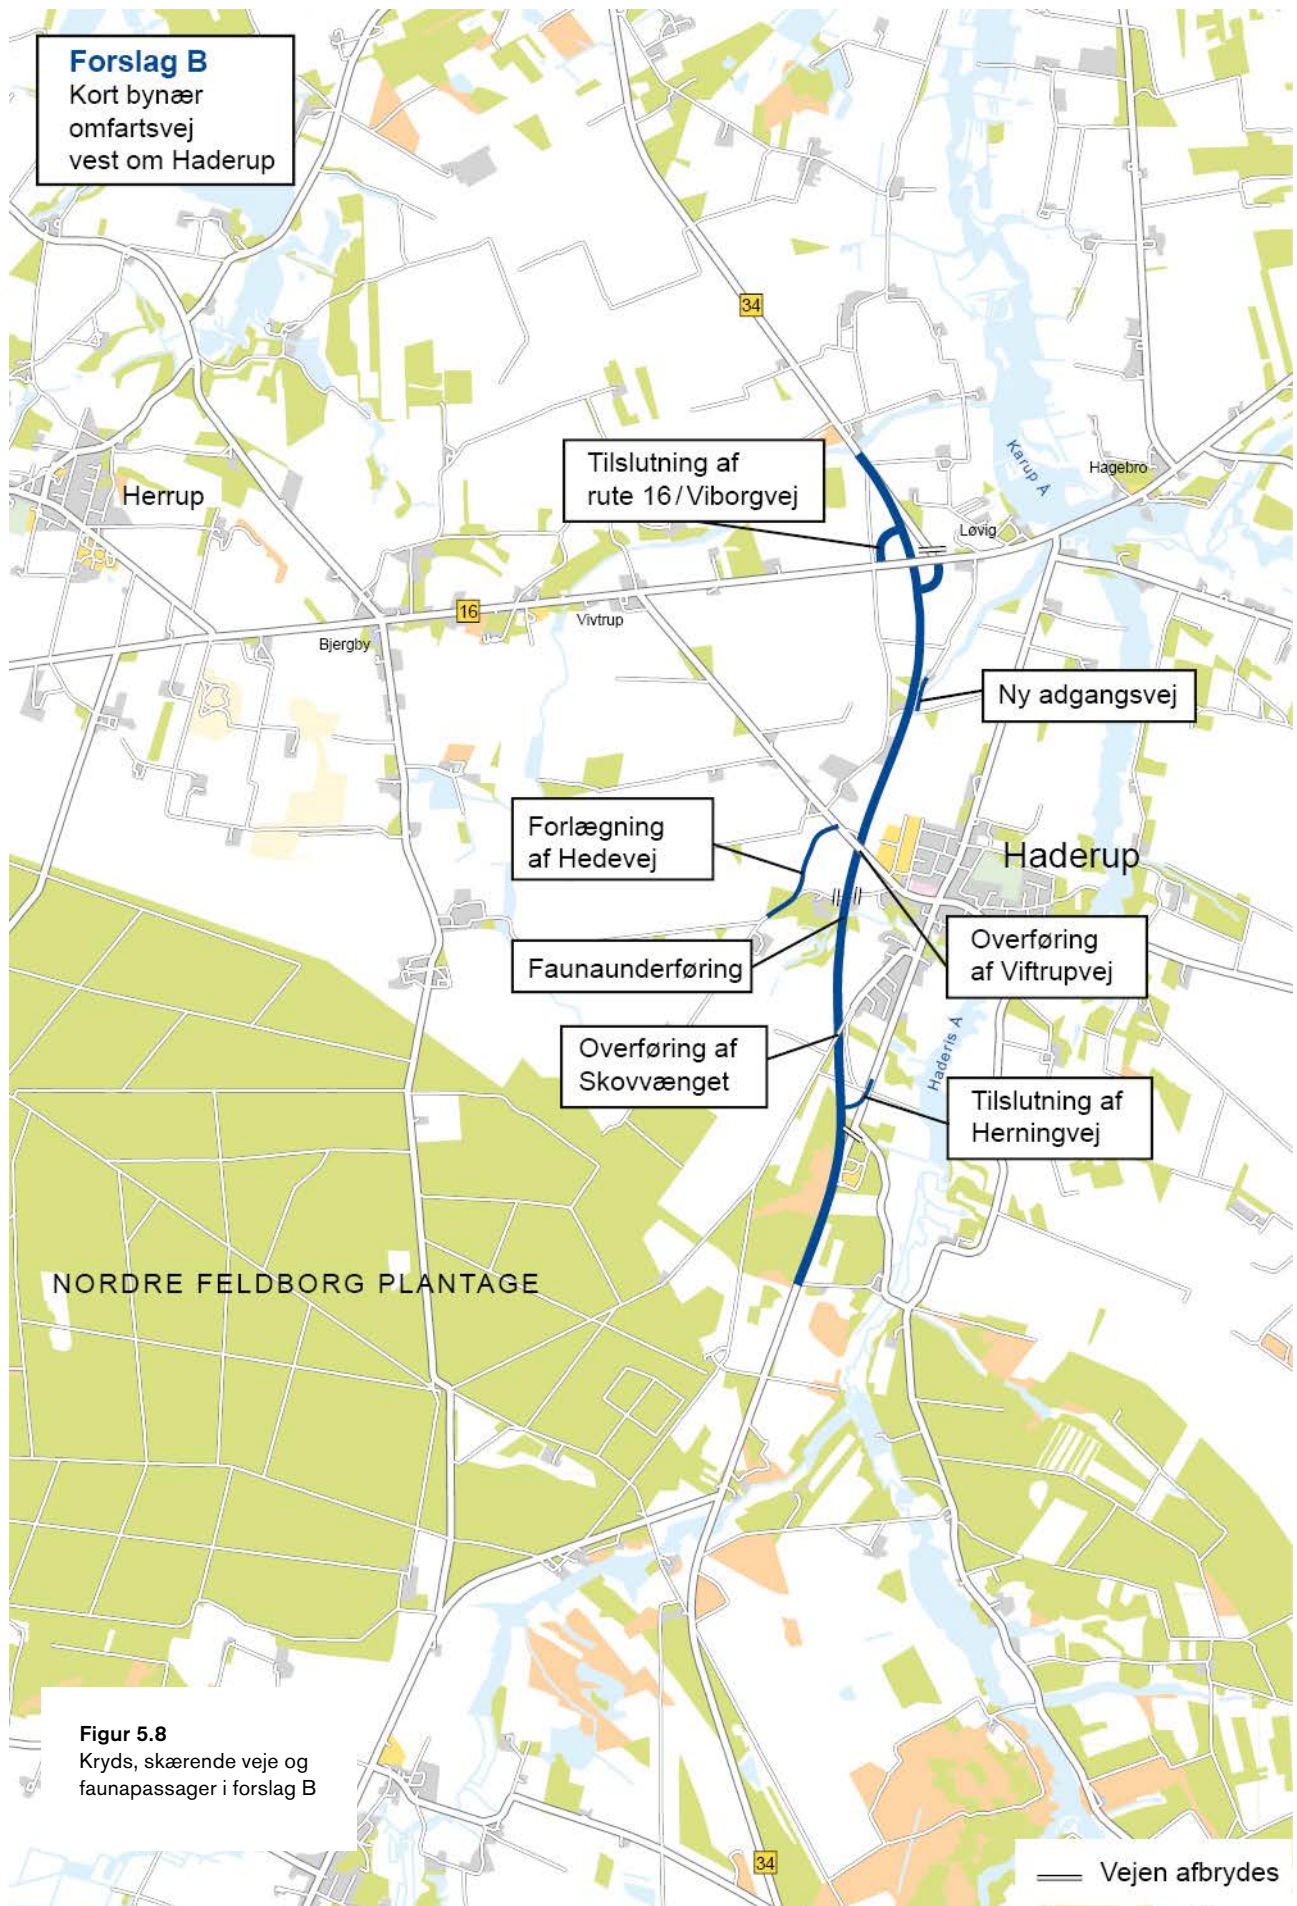 Forslag B
Kort bynær
omfartsvej
vest om Haderup
34
Tilslutning af
rute 16/Viborgvej
Karup Å
Hagebro
Herrup
Løvig
16
Vivtrup
Bjergby
Ny adgangsvej
Forlægning
af Hedevej
Haderup
Faunaunderføring
Overføring
af Viftrupvej
Overføring af
Skovvænget
Haderis Å
Tilslutning af
Herningvej
NORDRE FELDBORG PLANTAGE
Figur 5.8
Kryds, skærende veje og
faunapassager i forslag B
34
Vejen afbrydes